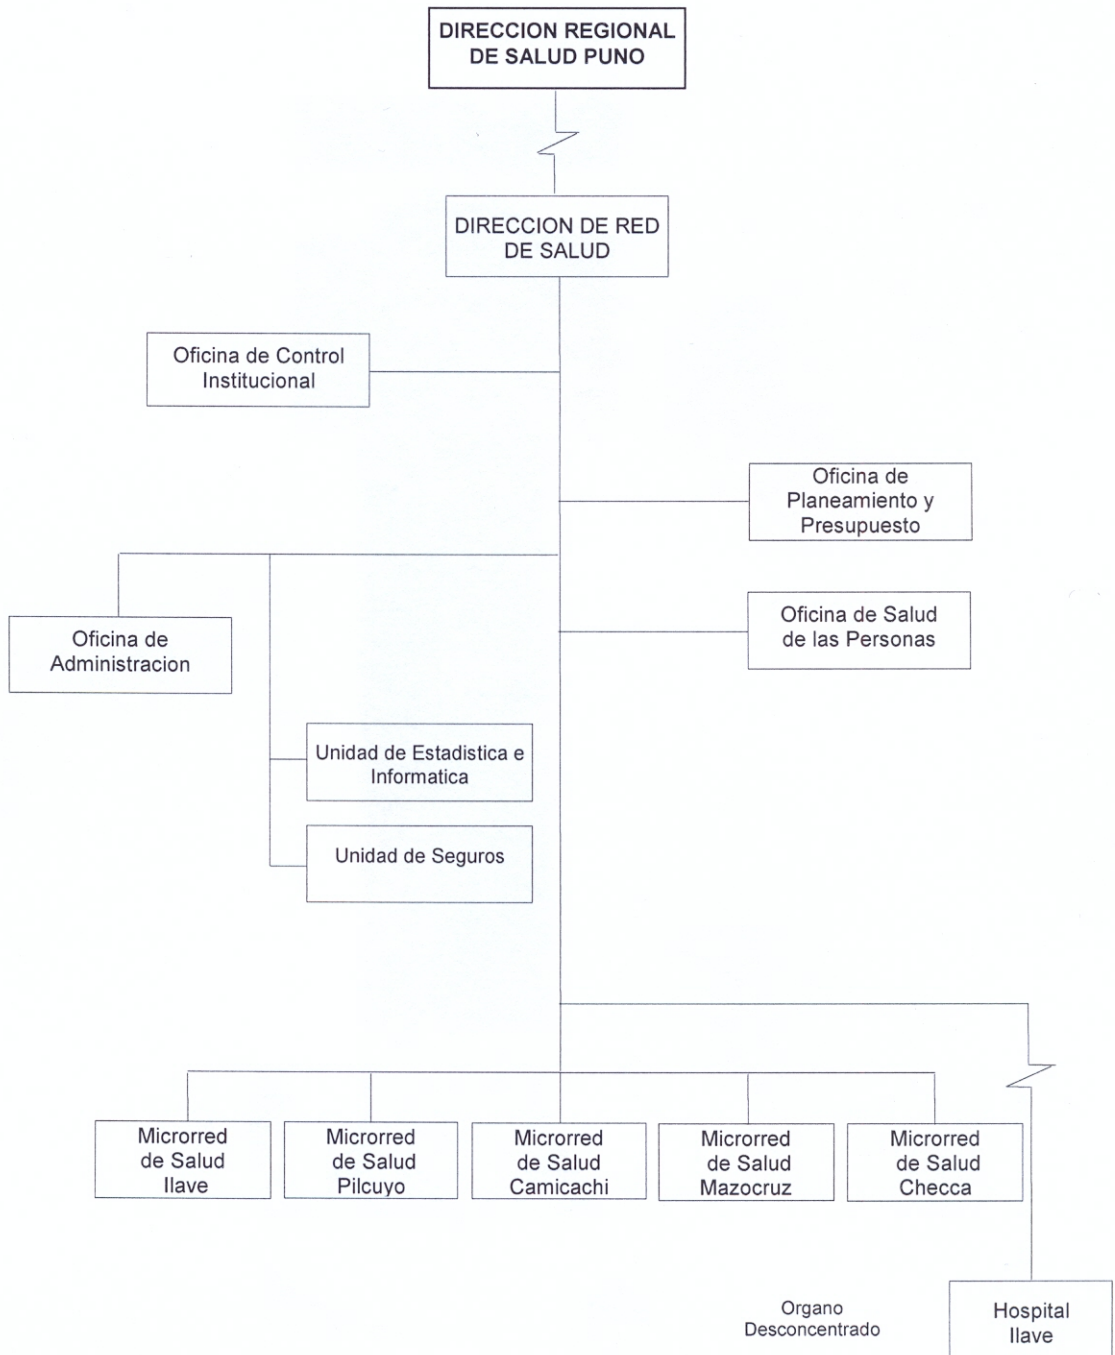 DIRECCION REGIONAL
DE SALUD PUNO
DIRECCION DE RED
DE SALUD
Oficina de Control
Institucional
Oficina de
Planeamiento y
Presupuesto
Oficina de Salud
de las Personas
Oficina de
Administracion
Unidad de Estadistica e
Informatica
Unidad de Seguros
Microrred
de Salud
Ilave
Microrred
de Salud
Pilcuyo
Microrred
de Salud
Camicachi
Microrred
de Salud
Mazocruz
Microrred
de Salud
Checca
Organo
Desconcentrado
Hospital
Ilave